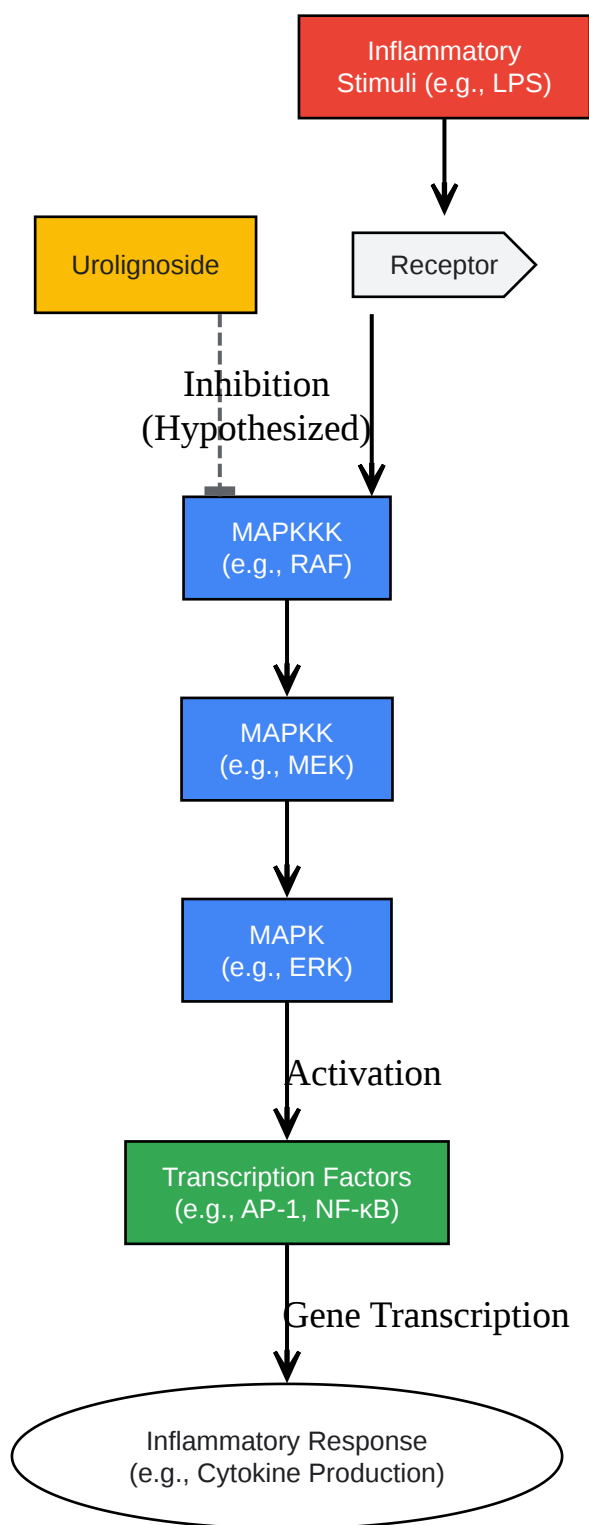 Inflammatory
Stimuli (e.g., LPS)
Urolignoside
Receptor
Inhibition
(Hypothesized)
MAPKKK
(e.g., RAF)
MAPKK
(e.g., MEK)
MAPK
(e.g., ERK)
Activation
Transcription Factors
(e.g., AP-1, NF-κB)
Gene Transcription
Inflammatory Response
(e.g., Cytokine Production)